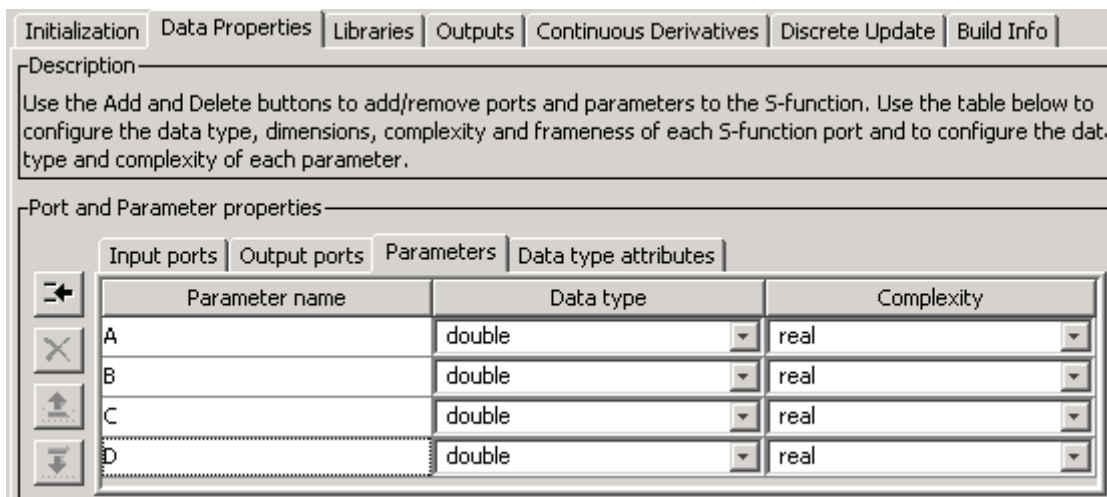 Initialization Data Properties Libraries Outputs Continuous Derivatives Discrete Update Build Info
Description
Use the Add and Delete buttons to add/remove ports and parameters to the S-function. Use the table below to
configure the data type, dimensions, complexity and frameness of each S-function port and to configure the dat
type and complexity of each parameter.
Port and Parameter properties
Input ports Output ports Parameters Data type attributes
Parameter name Data type Complexity
A double real
B double real
C double real
D double real